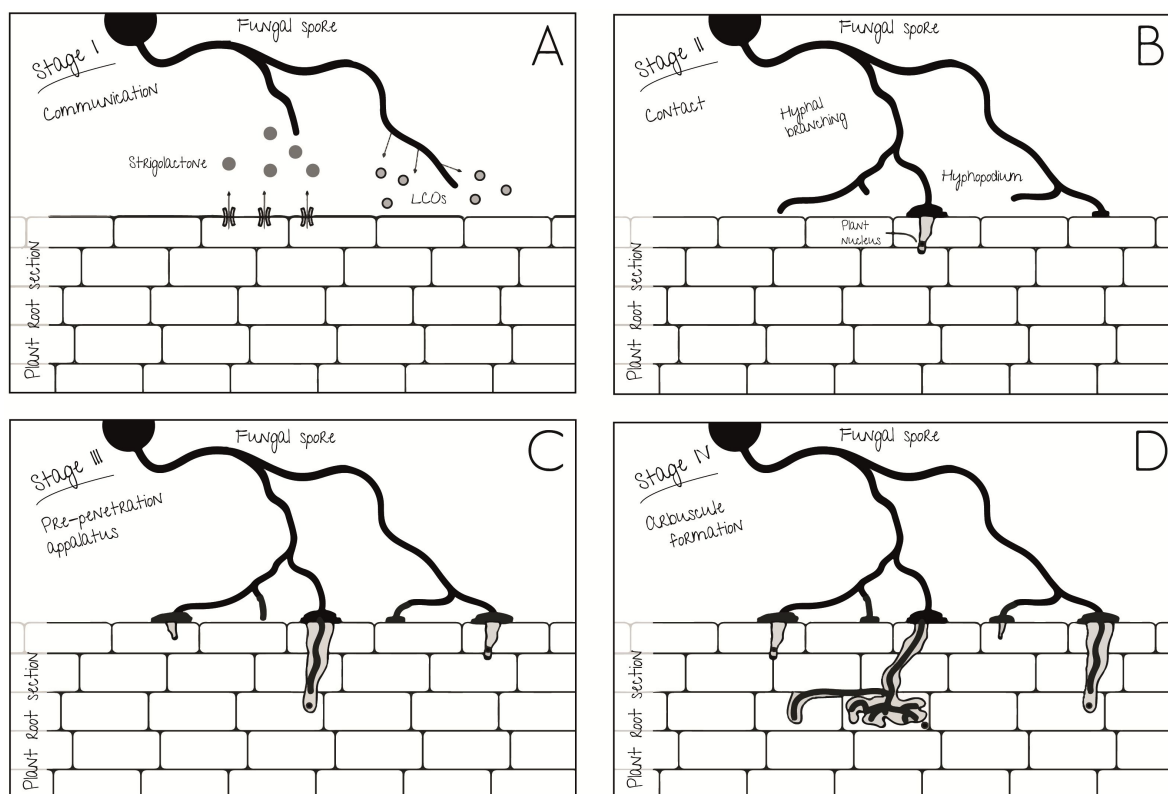 Fungal spore
A
Stage I
Communication
Strigolactone
LCOs
Plant Root section
Fungal spore
B
Stage II
Contact
Hyphal
branching
Hyphopodium
Plant
nucleus
Plant Root section
Fungal spore
C
Stage III
Pre-penetration
appalatus
Plant Root section
Fungal spore
D
Stage IV
Arbuscule
formation
Plant Root section